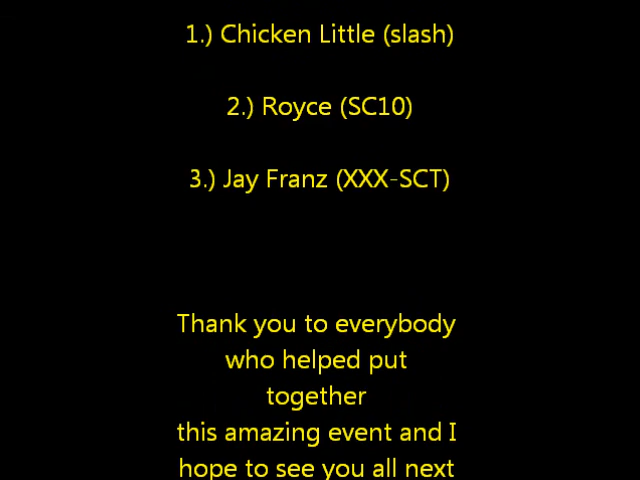 1.) Chicken Little (slash)
2.) Royce (SC10)
3.) Jay Franz (XXX-SCT)
Thank you to everybody
who helped put
together
this amazing event and I
hope to see you all next